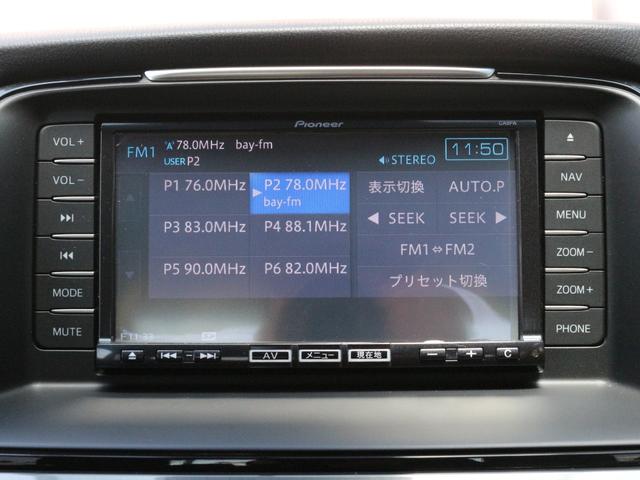 Pioneer
FM1 78.0MHz bay-fm
USER P2
STEREO
11:50
P1 76.0MHz
P2 78.0MHz
bay-fm
P3 83.0MHz
P4 88.1MHz
P5 90.0MHz
P6 82.0MHz
表示切換
AUTO.P
SEEK
SEEK
FM1⇔FM2
プリセット切換
VOL +
VOL −
MODE
MUTE
NAV
MENU
ZOOM −
ZOOM +
PHONE
AV
メニュー
現在地
C